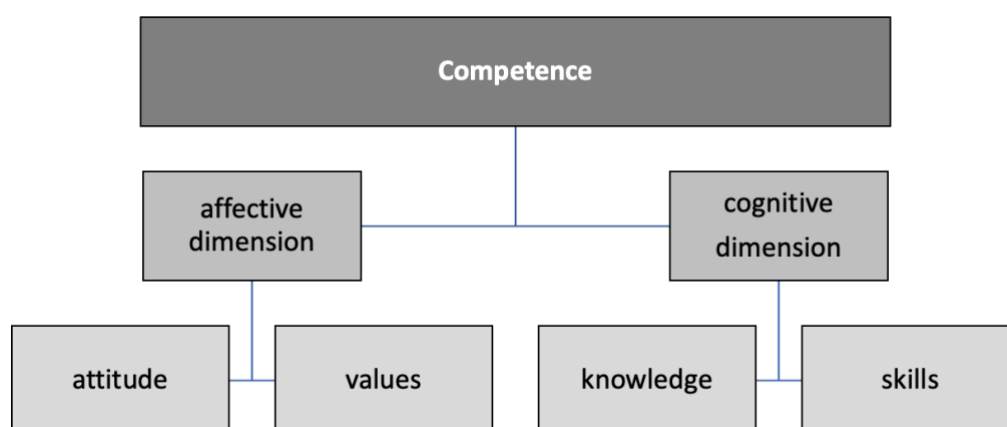 Competence
affective
dimension
cognitive
dimension
attitude
values
knowledge
skills